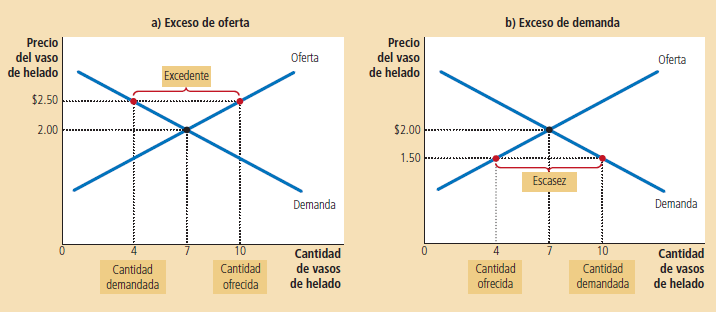 a) Exceso de oferta
Precio
del vaso
de helado
Oferta
Excedente
$2.50
2.00
Demanda
0
4
7
10
Cantidad
demandada
Cantidad
ofrecida
Cantidad
de vasos
de helado
b) Exceso de demanda
Precio
del vaso
de helado
Oferta
$2.00
1.50
Escasez
Demanda
0
4
7
10
Cantidad
ofrecida
Cantidad
demandada
Cantidad
de vasos
de helado